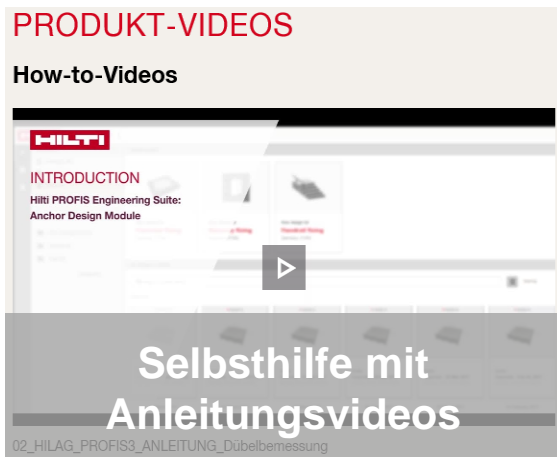 PRODUKT-VIDEOS
How-to-Videos
HILTI
INTRODUCTION
Hilti PROFIS Engineering Suite:
Anchor Design Module
Selbsthilfe mit
Anleitungsvideos
02_HILAG_PROFIS3_ANLEITUNG_Dübelbemessung